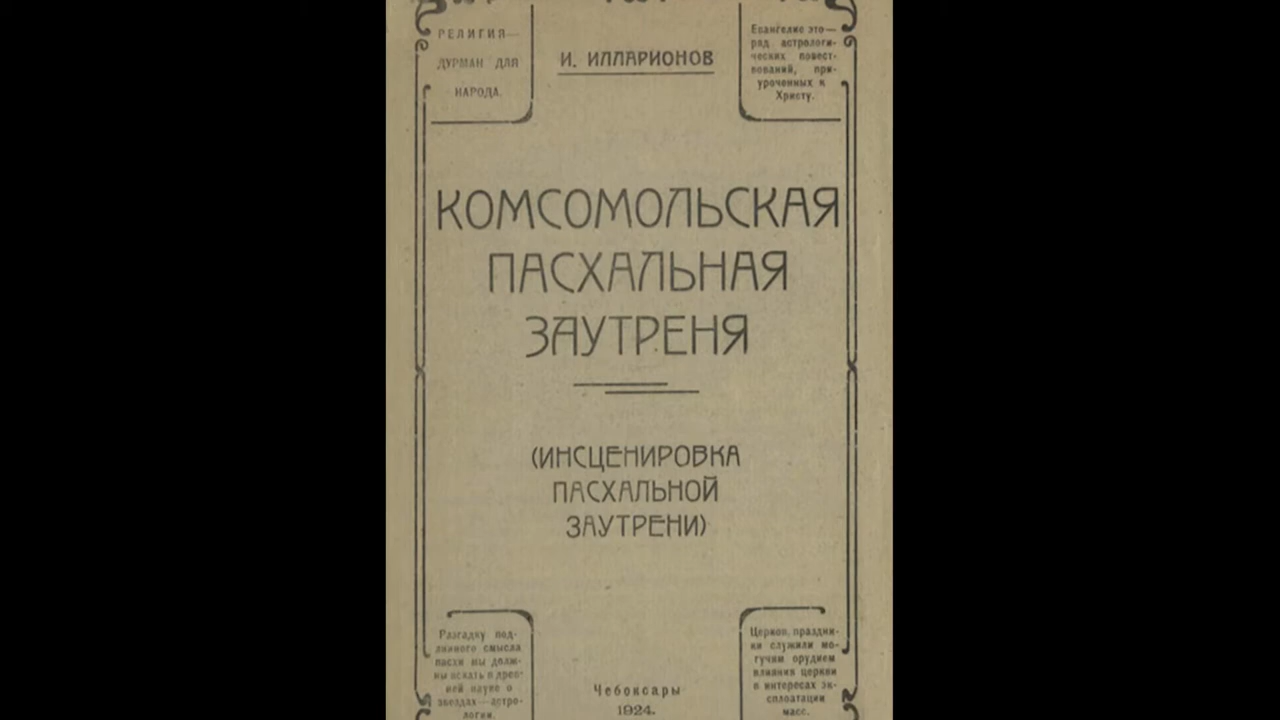 РЕЛИГИЯ—
ДУРМАН ДЛЯ
НАРОДА.
И. ИЛЛАРИОНОВ
Евангелие это—
ряд астрологи-
ческих повест-
вований, при-
уроченных к
Христу.
КОМСОМОЛЬСКАЯ
ПАСХАЛЬНАЯ
ЗАУТРЕНЯ
(ИНСЦЕНИРОВКА
ПАСХАЛЬНОЙ
ЗАУТРЕНИ)
Разгадку под-
линного смысла
пасхи мы долж-
ны искать в древ-
ней науке о
звездах—астро-
логии.
Чебоксары
1924.
Церковн. праздни-
ки служили мо-
гучим орудием
влияния церкви
в интересах эк-
сплоатации
масс.